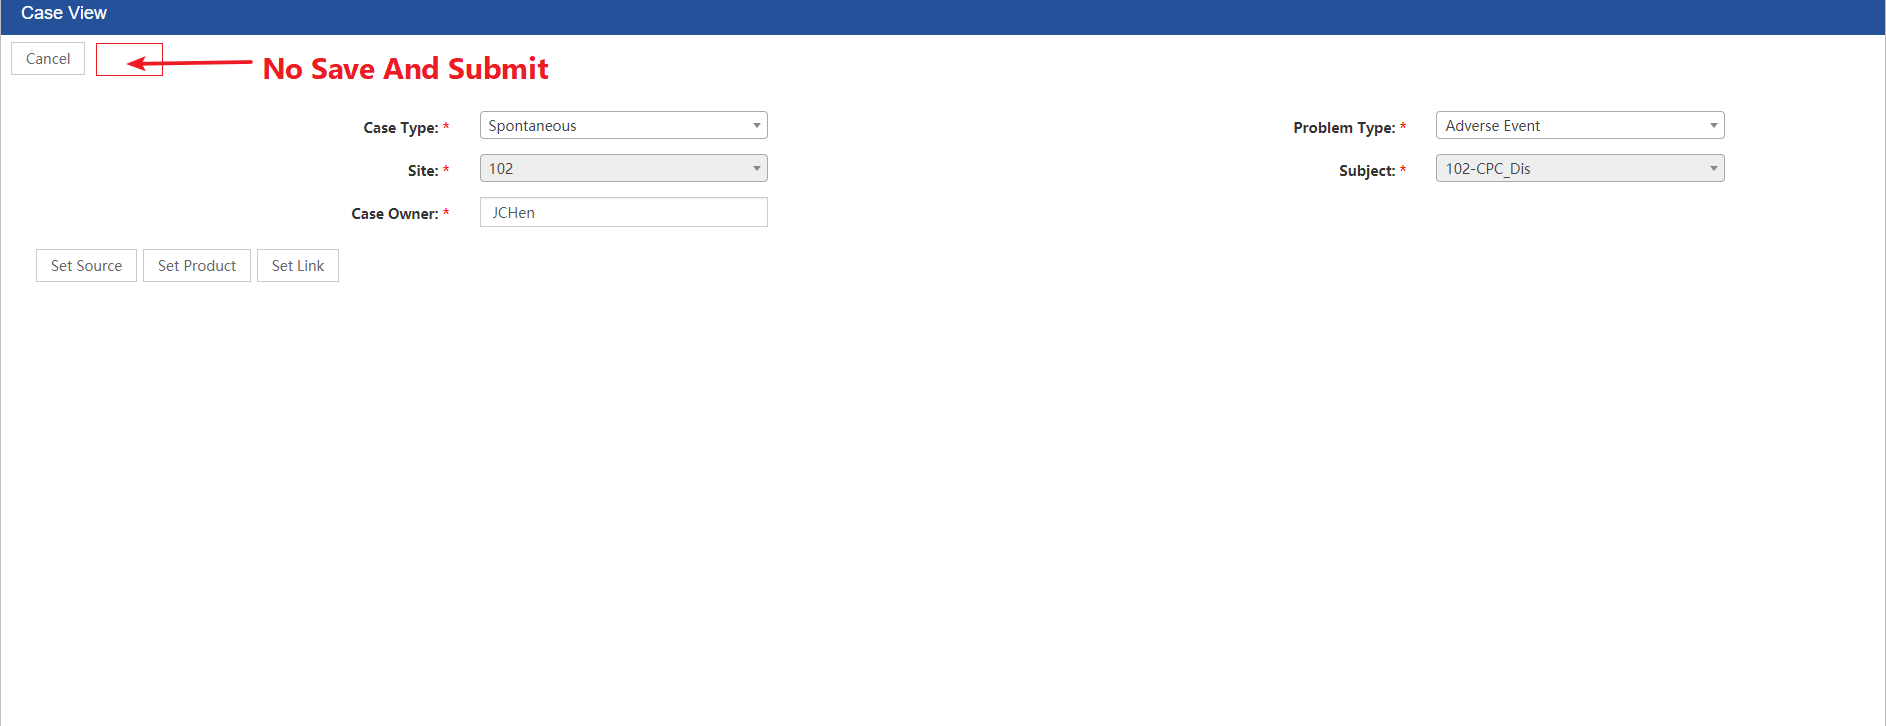 Case View
Cancel
No Save And Submit
Case Type: * Spontaneous Problem Type: * Adverse Event
Site: * 102 Subject: * 102-CPC_Dis
Case Owner: * JCHen
Set Source Set Product Set Link